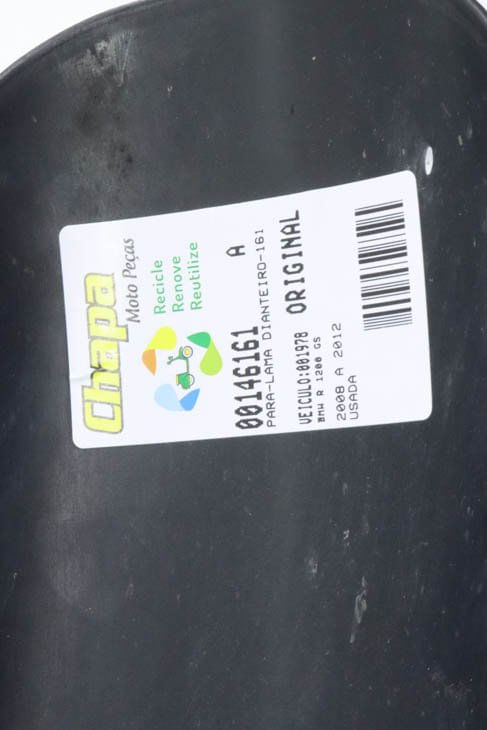 Chapa
Moto Peças
Recicle
Renove
Reutilize
00146161 A
PARA-LAMA DIANTEIRO-161
VEICULO:001978 ORIGINAL
BMW R 1200 GS
2008 A 2012
USADA